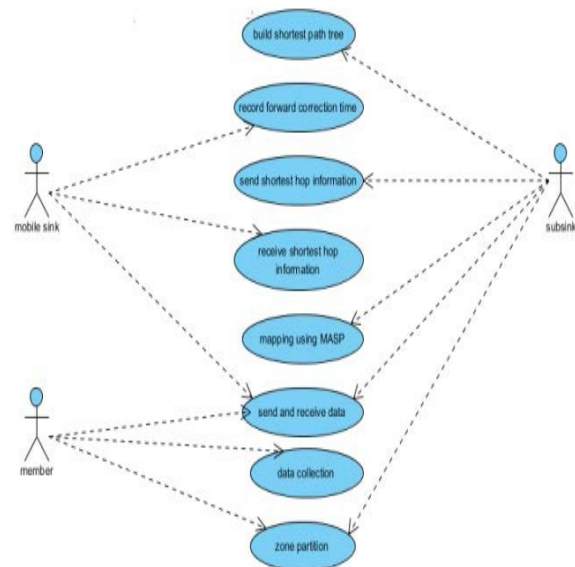 build shortest path tree
record forward correction time
send shortest hop information
mobile sink
subsink
receive shortest hop
information
mapping using MASP
send and receive data
member
data collection
zone partition